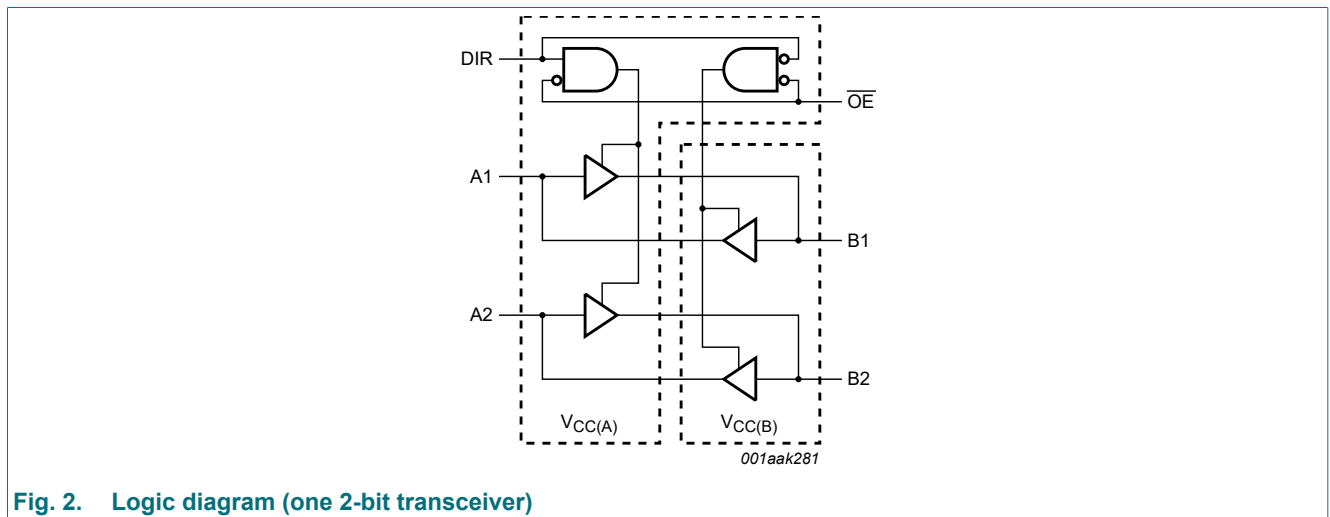 DIR
OE
A1
B1
A2
B2
VCC(A)
VCC(B)
001aak281
Fig. 2. Logic diagram (one 2-bit transceiver)